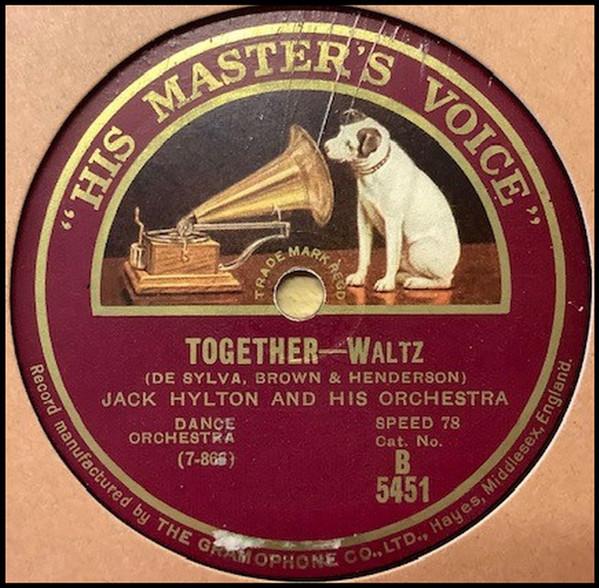 "HIS MASTER'S VOICE"
TRADE MARK REGD
TOGETHER—WALTZ
(DE SYLVA, BROWN & HENDERSON)
JACK HYLTON AND HIS ORCHESTRA
DANCE
ORCHESTRA
SPEED 78
Cat. No.
B
5451
Record manufactured by THE GRAMOPHONE CO., LTD., Hayes, Middlesex, England.